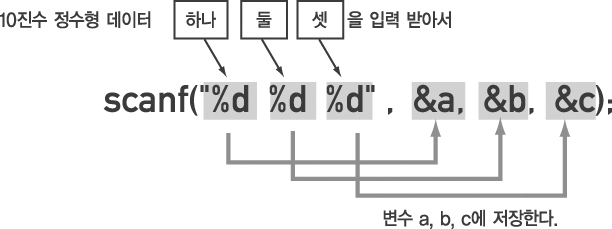 10진수 정수형 데이터 하나 둘 셋 을 입력 받아서
scanf("%d %d %d" , &a, &b, &c);
변수 a, b, c에 저장한다.